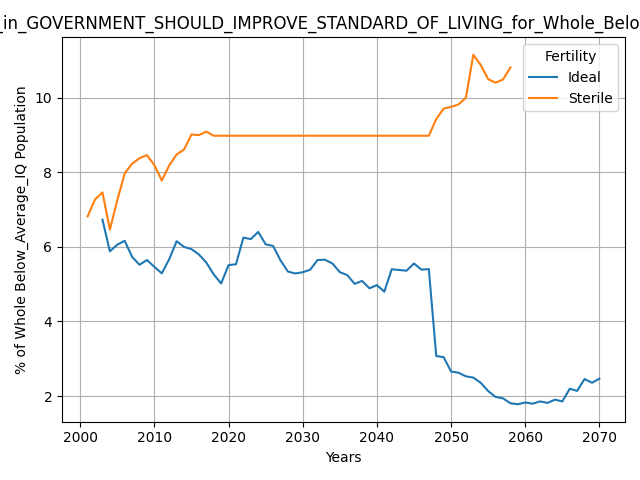 _in_GOVERNMENT_SHOULD_IMPROVE_STANDARD_OF_LIVING_for_Whole_Belo
Fertility
Ideal
Sterile
% of Whole Below_Average_IQ Population
10
8
6
4
2
2000 2010 2020 2030 2040 2050 2060 2070
Years